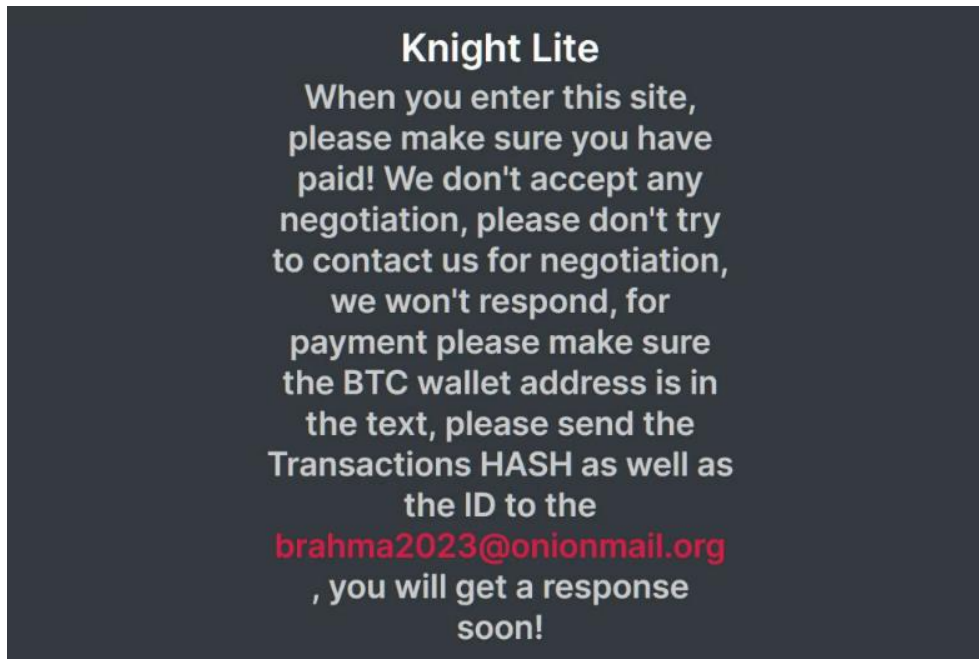 Knight Lite
When you enter this site,
please make sure you have
paid! We don't accept any
negotiation, please don't try
to contact us for negotiation,
we won't respond, for
payment please make sure
the BTC wallet address is in
the text, please send the
Transactions HASH as well as
the ID to the
brahma2023@onionmail.org
, you will get a response
soon!